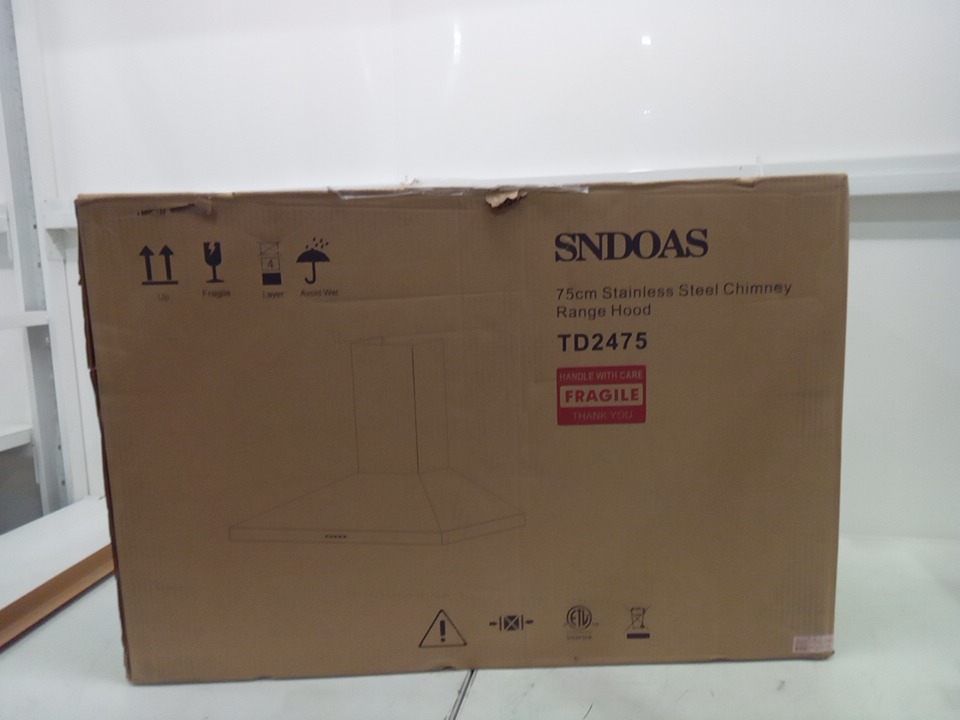 SNDOAS
75cm Stainless Steel Chimney
Range Hood
TD2475
HANDLE WITH CARE
FRAGILE
THANK YOU
4
Up
Fragile
Layer
Avoid Wet
ETL